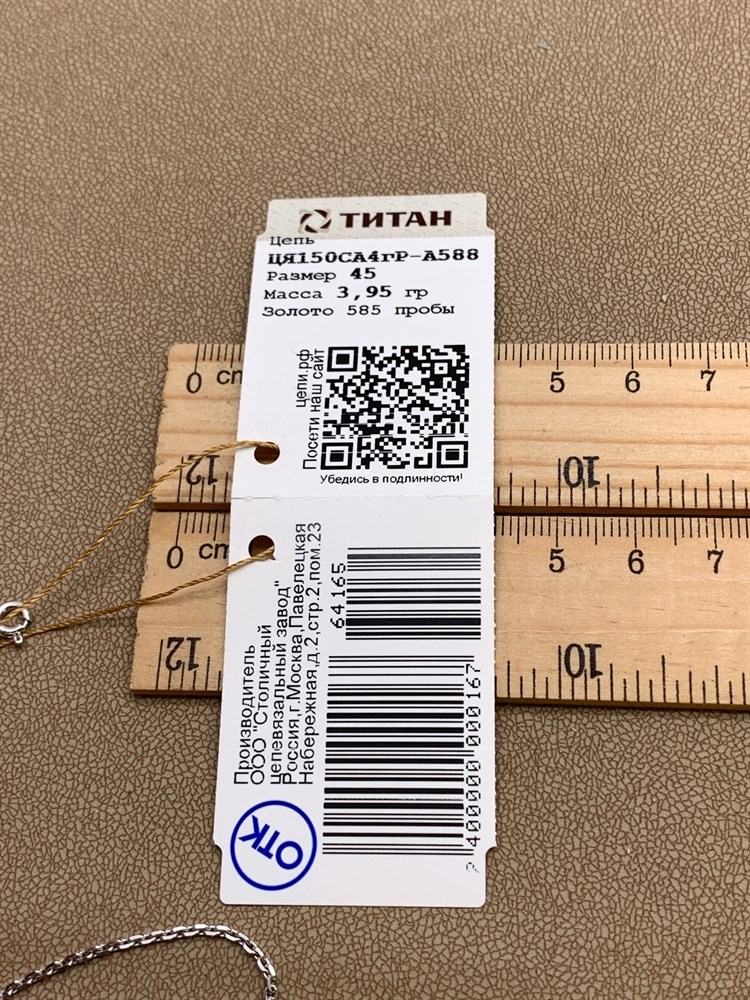 ТИТАН
Цепь
ЦЯ150СА4гР-А588
Размер 45
Масса 3,95 гр
Золото 585 пробы
цепи.рф
Посети наш сайт
Убедись в подлинности!
0 cm 5 6 7
12 10
0 cm 5 6 7
12 10
64165
Производитель
ООО "Столичный
цепевязальный завод"
Россия,г.Москва,Павелецкая
Набережная,д.2,стр.2,пом.23
400000 000167
ОТК